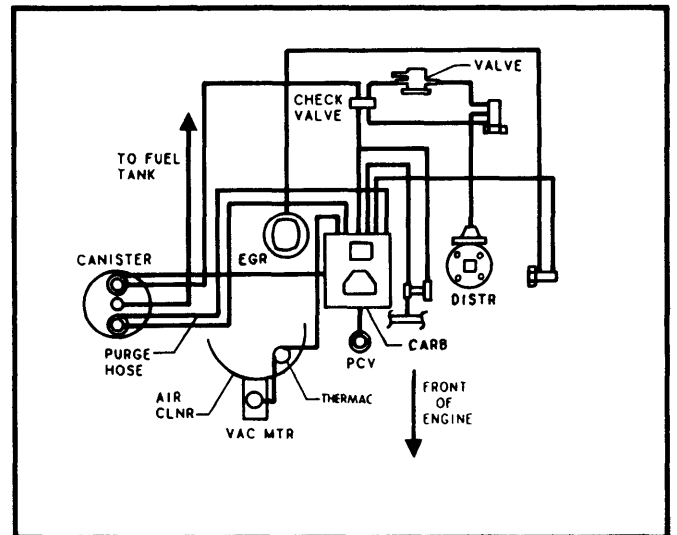 VALVE
CHECK
VALVE
TO FUEL
TANK
CANISTER
EGR
DISTR
PURGE
HOSE
PCV
CARB
AIR
CLNR
THERMAC
VAC MTR
FRONT
OF
ENGINE